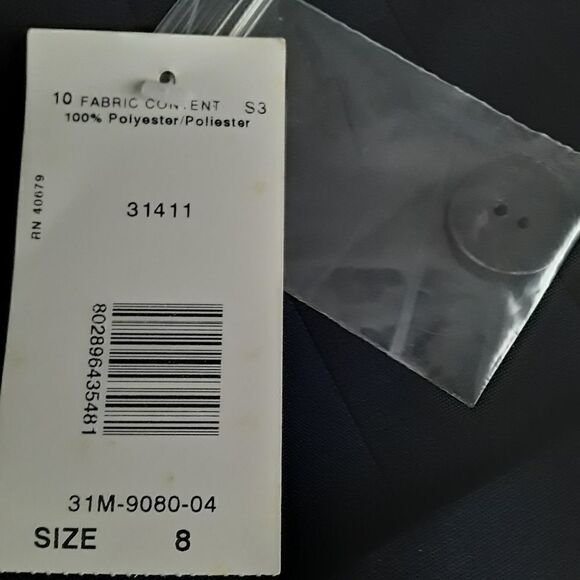 10 FABRIC CONTENT S3
100% Polyester/Poliester
RN 40679
31411
802896435481
31M-9080-04
SIZE 8